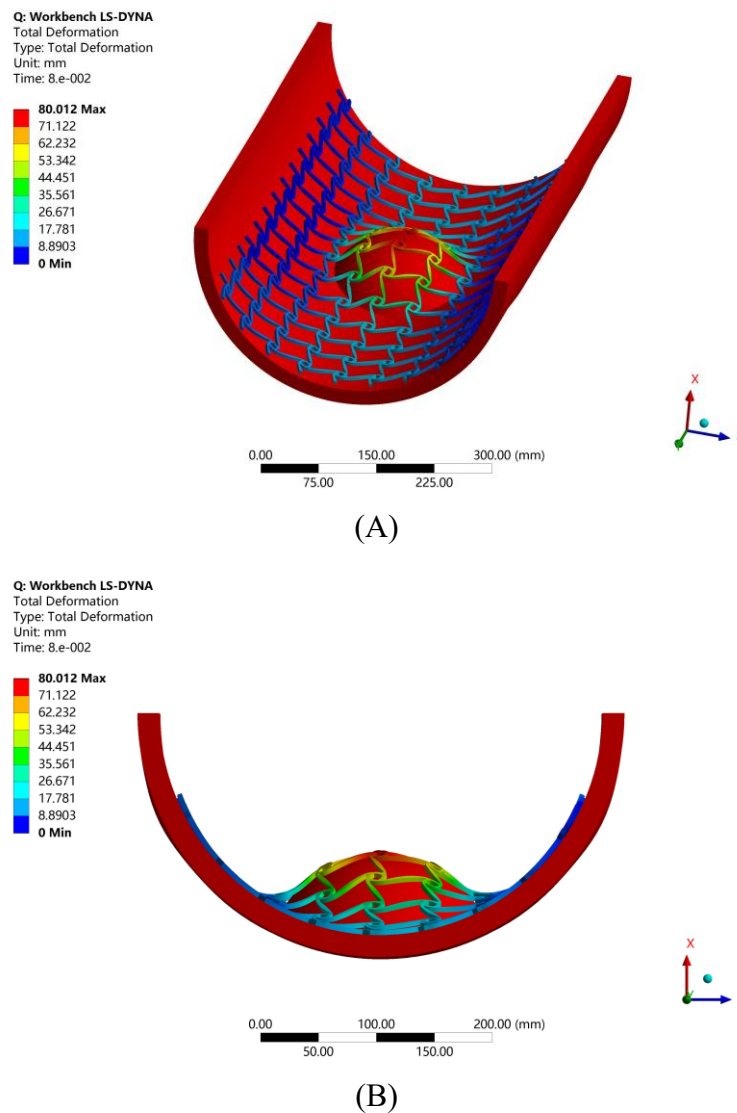 Q: Workbench LS-DYNA
Total Deformation
Type: Total Deformation
Unit: mm
Time: 8.e-002
80.012 Max
71.122
62.232
53.342
44.451
35.561
26.671
17.781
8.8903
0 Min
X
0.00 150.00 300.00 (mm)
75.00 225.00
(A)
Q: Workbench LS-DYNA
Total Deformation
Type: Total Deformation
Unit: mm
Time: 8.e-002
80.012 Max
71.122
62.232
53.342
44.451
35.561
26.671
17.781
8.8903
0 Min
X
0.00 100.00 200.00 (mm)
50.00 150.00
(B)